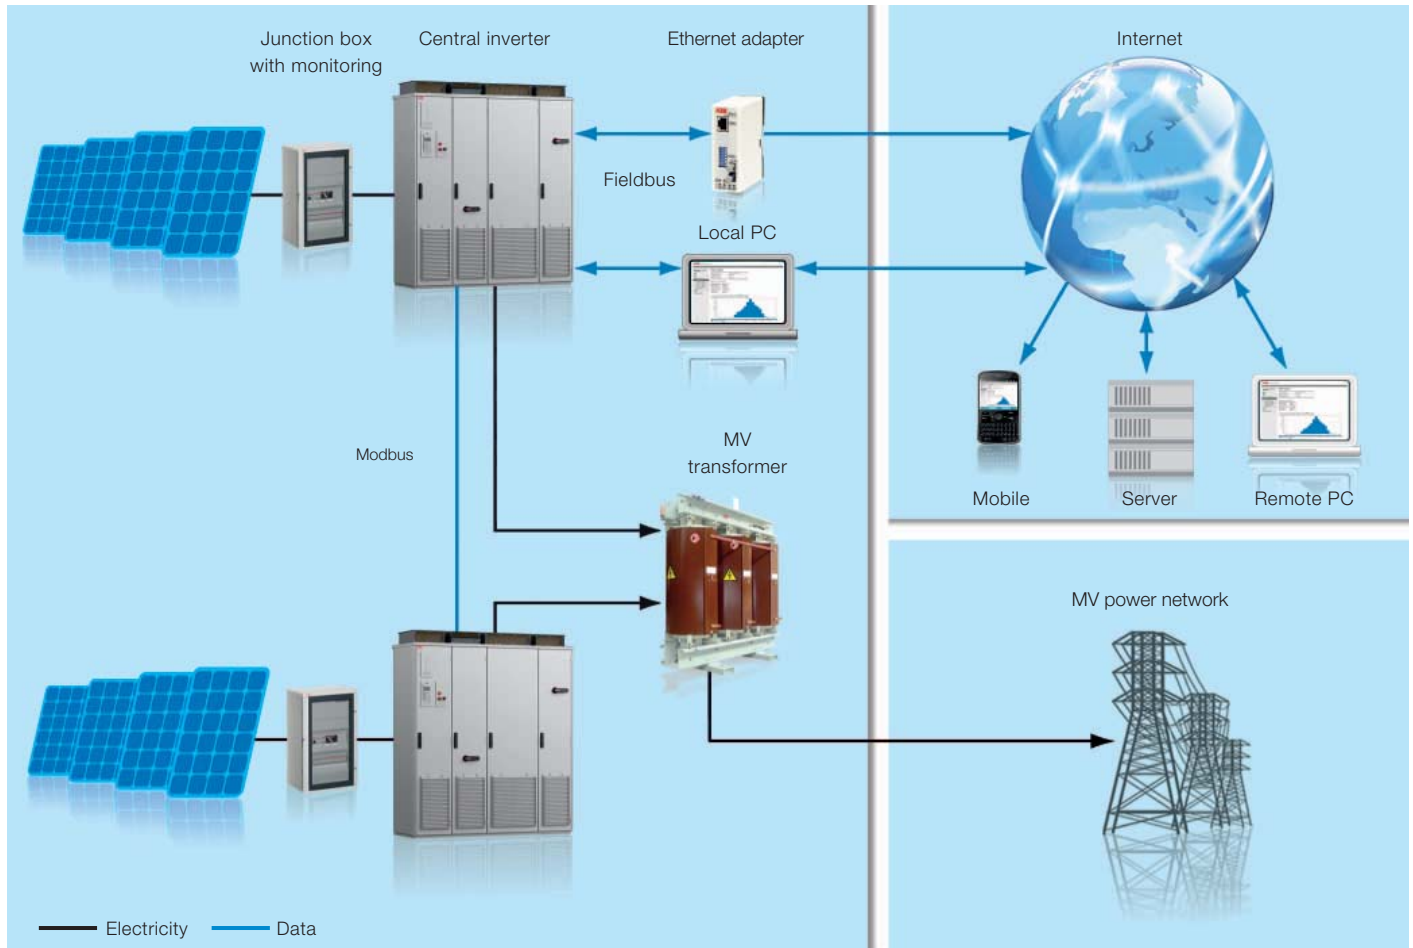 Junction box
with monitoring
Central inverter
Ethernet adapter
Internet
Fieldbus
Local PC
Modbus
MV
transformer
Mobile
Server
Remote PC
MV power network
Electricity
Data